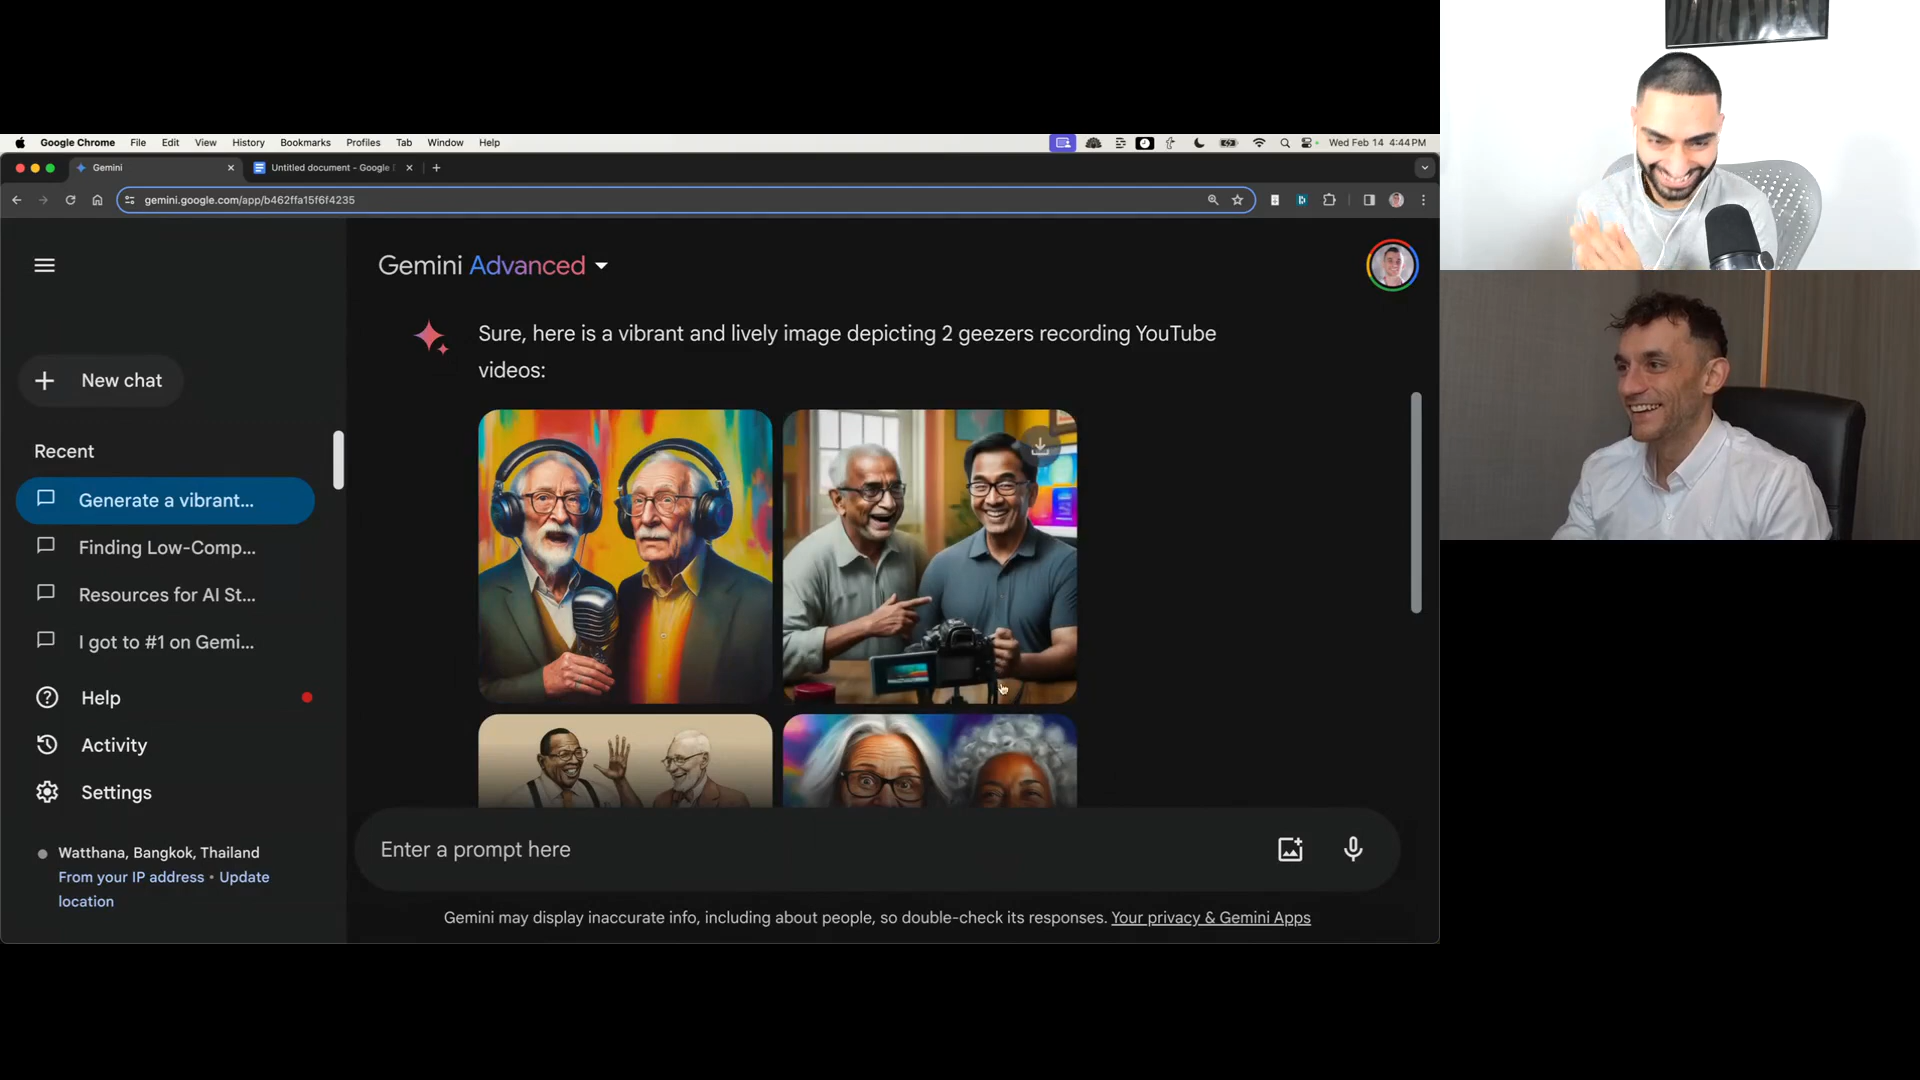 Google Chrome File Edit View History Bookmarks Profiles Tab Window Help Wed Feb 14 4:44PM
Gemini Untitled document - Google
gemini.google.com/app/b462ffa15f6f4235
Gemini Advanced
Sure, here is a vibrant and lively image depicting 2 geezers recording YouTube
videos:
New chat
Recent
Generate a vibrant...
Finding Low-Comp...
Resources for AI St...
I got to #1 on Gemi...
Help
Activity
Settings
Watthana, Bangkok, Thailand
From your IP address • Update
location
Enter a prompt here
Gemini may display inaccurate info, including about people, so double-check its responses. Your privacy & Gemini Apps